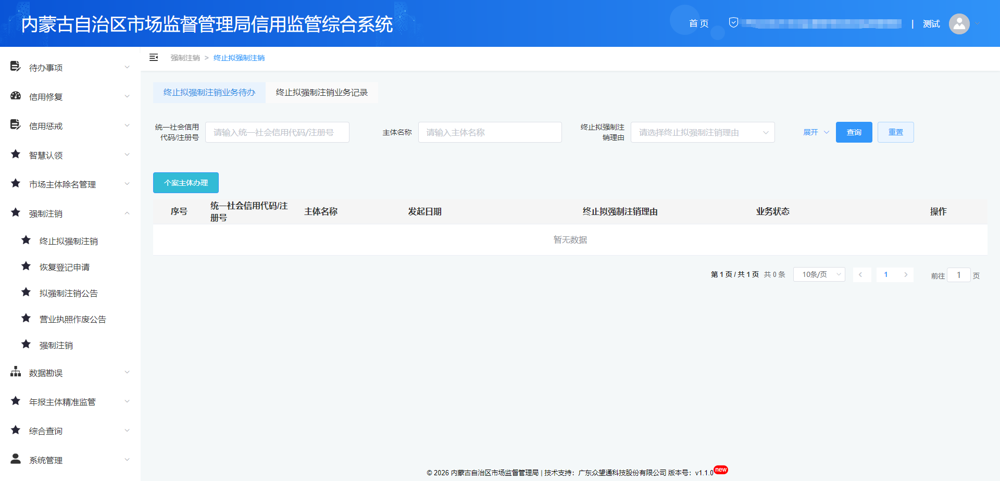 内蒙古自治区市场监督管理局信用监管综合系统
首页
| 测试
待办事项
信用修复
信用惩戒
智慧认领
市场主体除名管理
强制注销
终止拟强制注销
恢复登记申请
拟强制注销公告
营业执照作废公告
强制注销
数据勘误
年报主体精准监管
综合查询
系统管理
强制注销 > 终止拟强制注销
终止拟强制注销业务待办 终止拟强制注销业务记录
统一社会信用
代码/注册号
请输入统一社会信用代码/注册号
主体名称
请输入主体名称
终止拟强制注
销理由
请选择终止拟强制注销理由
展开 查询 重置
个案主体办理
序号
统一社会信用代码/注
册号
主体名称 发起日期 终止拟强制注销理由 业务状态 操作
暂无数据
第 1 页 / 共 1 页 共 0 条 10条/页 < 1 > 前往 1 页
© 2026 内蒙古自治区市场监督管理局 | 技术支持：广东众望通科技股份有限公司 版本号：v1.1.0 new